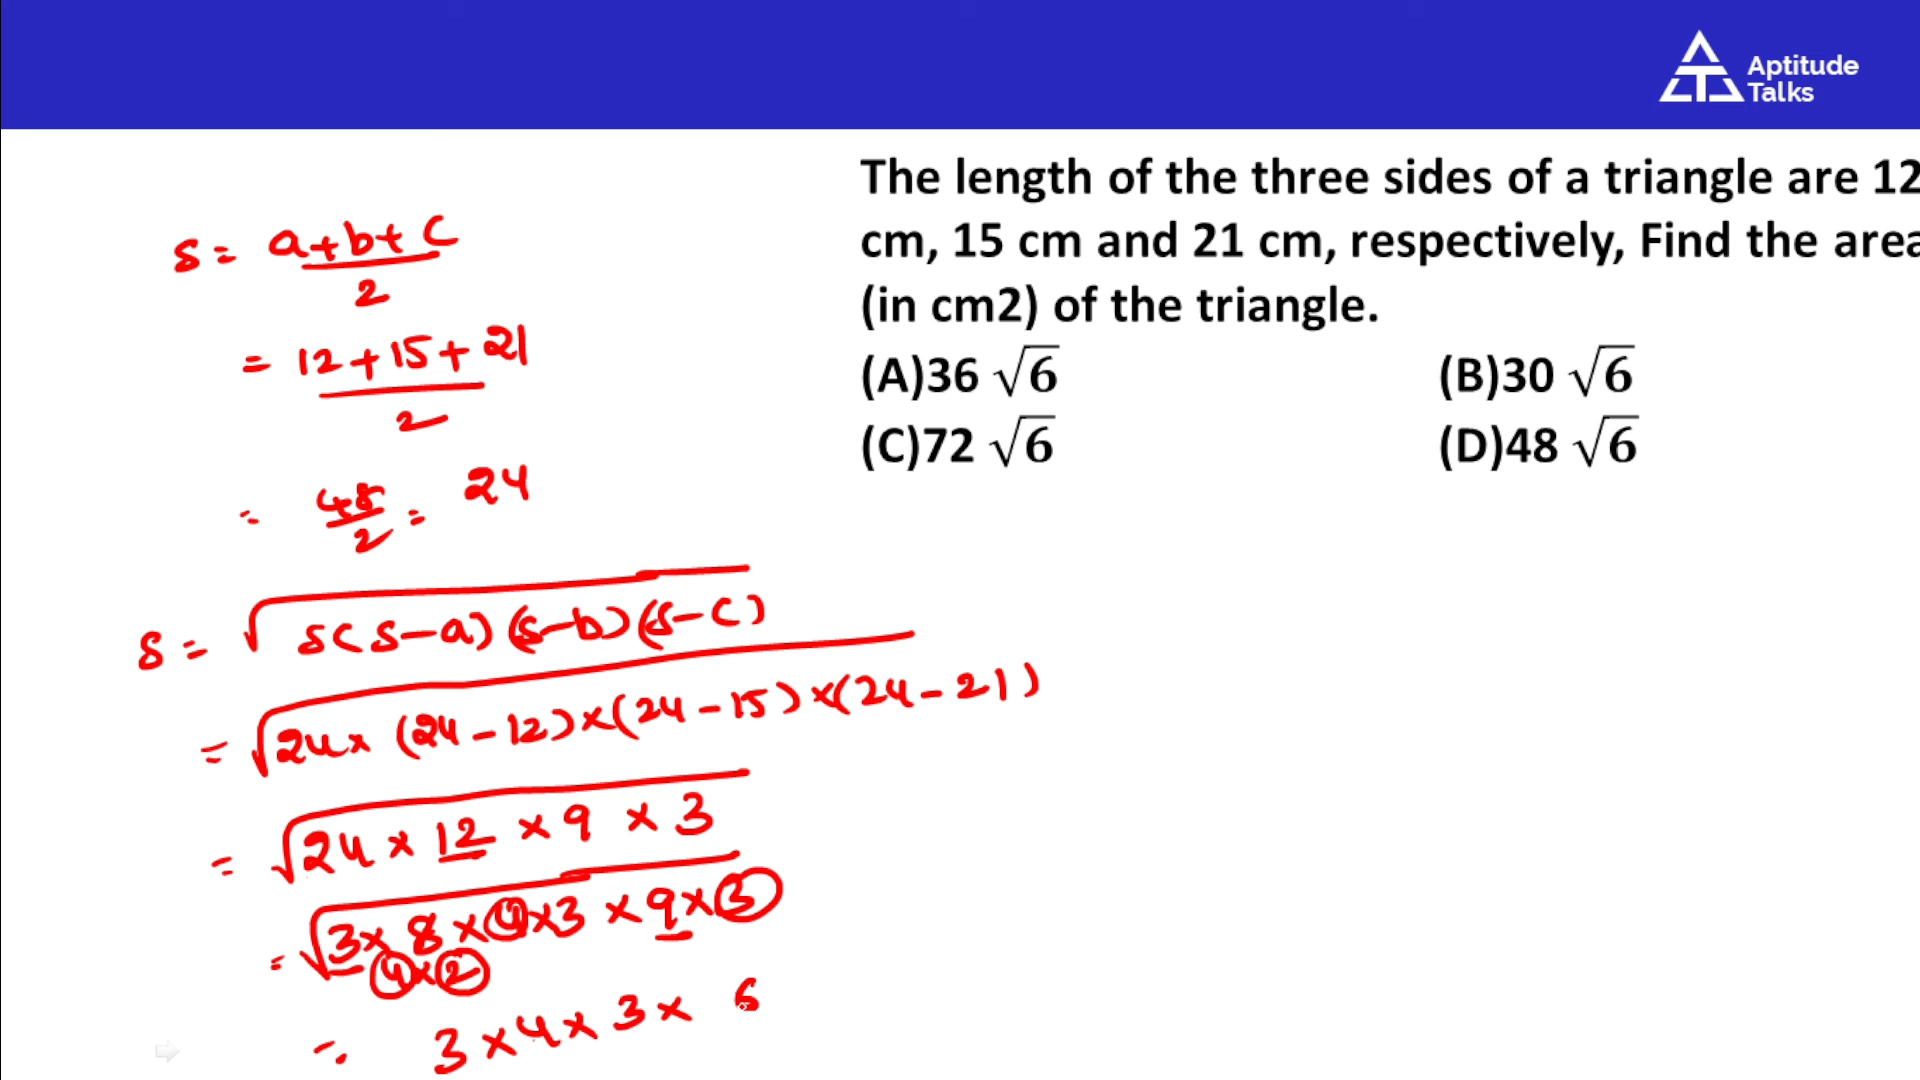 Aptitude
Talks
The length of the three sides of a triangle are 12
cm, 15 cm and 21 cm, respectively, Find the area
(in cm2) of the triangle.
(A)36 √6
(B)30 √6
(C)72 √6
(D)48 √6
s = a+b+c
2
= 12+15+21
2
= 48/2 = 24
s = √s(s-a)(s-b)(s-c)
= √24×(24-12)×(24-15)×(24-21)
= √24×12×9×3
= √3×8×4×3×9×3
4×2
= 3×4×3× 6